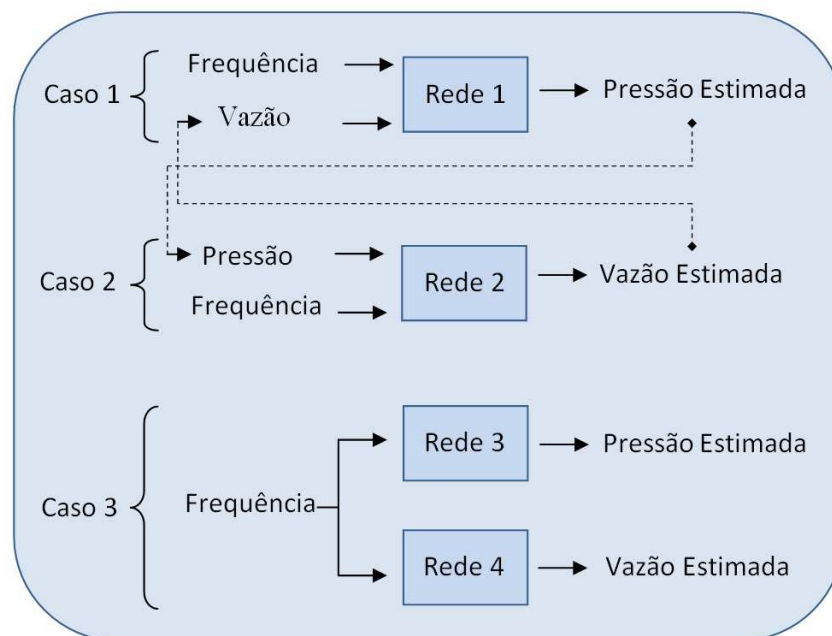 Caso 1
Frequência
Vazão
Rede 1
Pressão Estimada
Caso 2
Pressão
Frequência
Rede 2
Vazão Estimada
Caso 3
Frequência
Rede 3
Pressão Estimada
Rede 4
Vazão Estimada